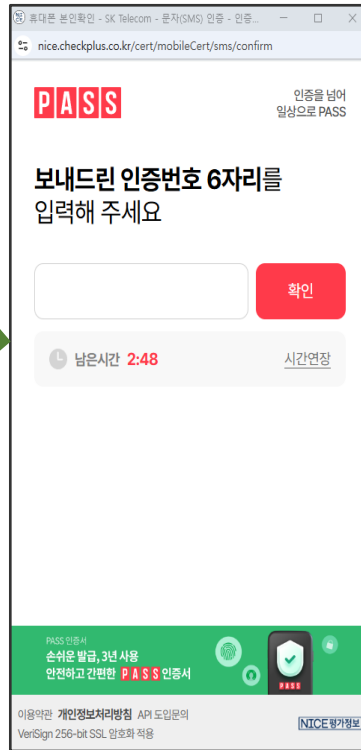 휴대폰 본인확인 - SK Telecom - 문자(SMS) 인증 - 인증...
nice.checkplus.co.kr/cert/mobileCert/sms/confirm
PASS
인증을 넘어
일상으로 PASS
보내드린 인증번호 6자리를
입력해 주세요
확인
남은시간 2:48
시간연장
PASS 인증서
손쉬운 발급, 3년 사용
안전하고 간편한 PASS 인증서
PASS
이용약관 개인정보처리방침 API 도입문의
VeriSign 256-bit SSL 암호화 적용
NICE평가정보